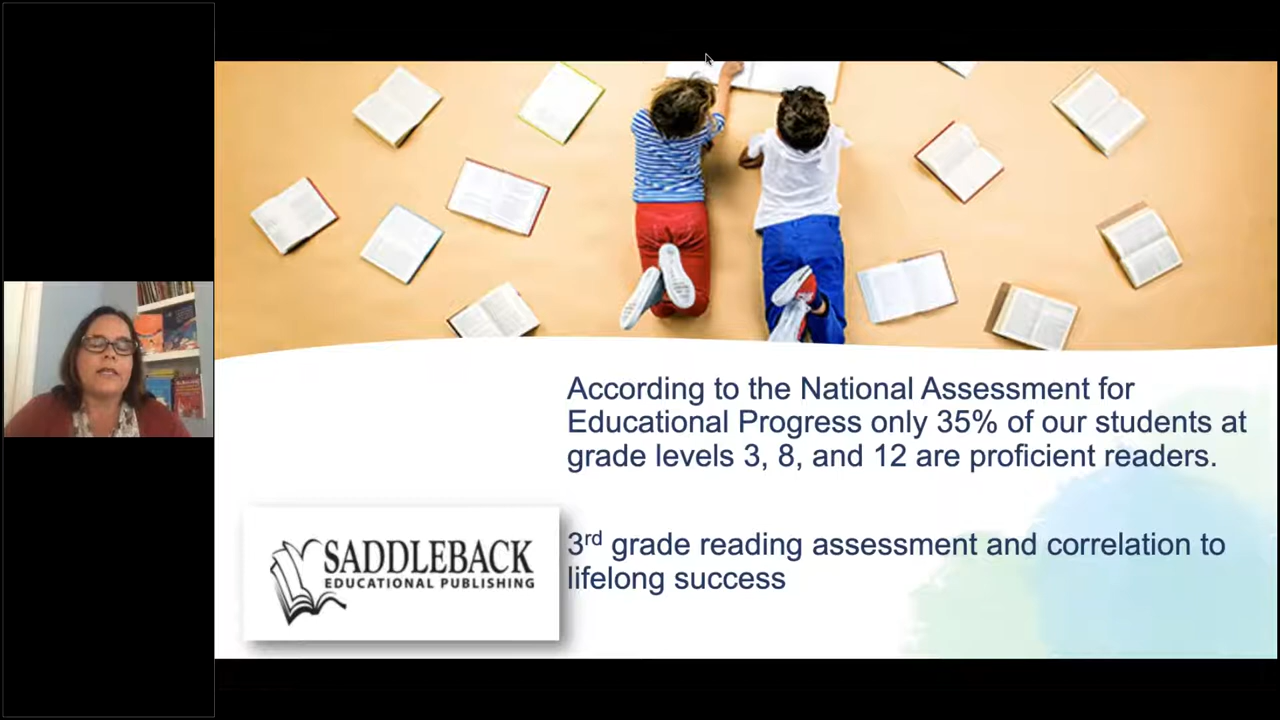 According to the National Assessment for
Educational Progress only 35% of our students at
grade levels 3, 8, and 12 are proficient readers.
3rd grade reading assessment and correlation to
lifelong success
SADDLEBACK
EDUCATIONAL PUBLISHING